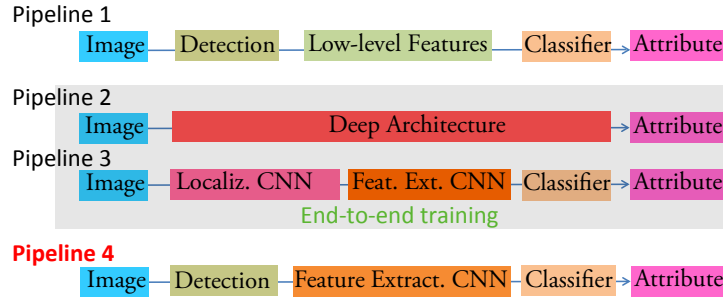 Pipeline 1
Image Detection Low-level Features Classifier Attribute
Pipeline 2
Image Deep Architecture Attribute
Pipeline 3
Image Localiz. CNN Feat. Ext. CNN Classifier Attribute
End-to-end training
Pipeline 4
Image Detection Feature Extract. CNN Classifier Attribute